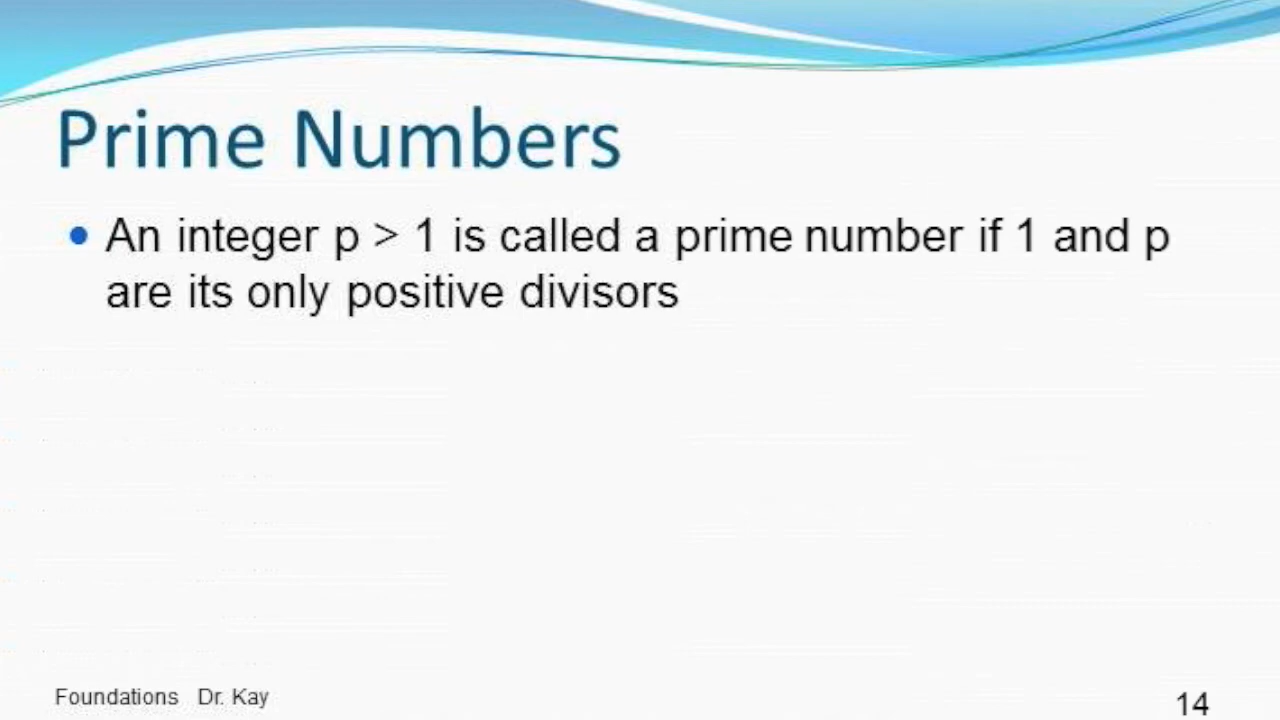 Prime Numbers
• An integer p > 1 is called a prime number if 1 and p
are its only positive divisors
Foundations Dr. Kay
14